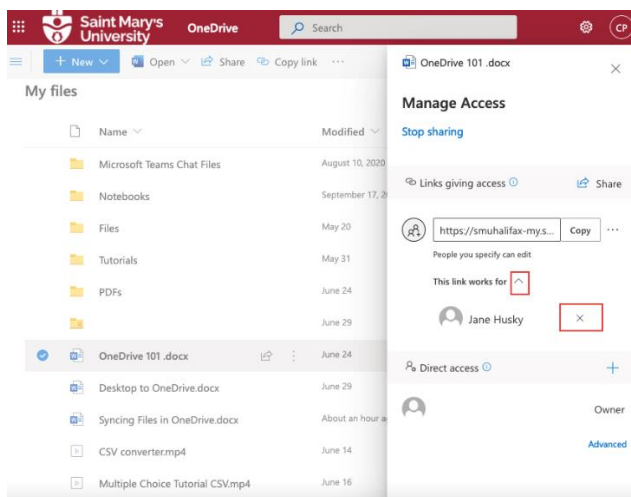 Saint Mary's
University
OneDrive
Search
CP
+ New
Open
Share
Copy link
My files
Name
Modified
Microsoft Teams Chat Files
August 10, 2020
Notebooks
September 17, 2
Files
May 20
Tutorials
May 31
PDFs
June 24
June 29
OneDrive 101 .docx
June 24
Desktop to OneDrive.docx
June 29
Syncing Files in OneDrive.docx
About an hour a
CSV converter.mp4
June 14
Multiple Choice Tutorial CSV.mp4
June 16
OneDrive 101 .docx
Manage Access
Stop sharing
Links giving access
Share
https://smuhalifax-my.s...
Copy
People you specify can edit
This link works for
Jane Husky
Direct access
Owner
Advanced